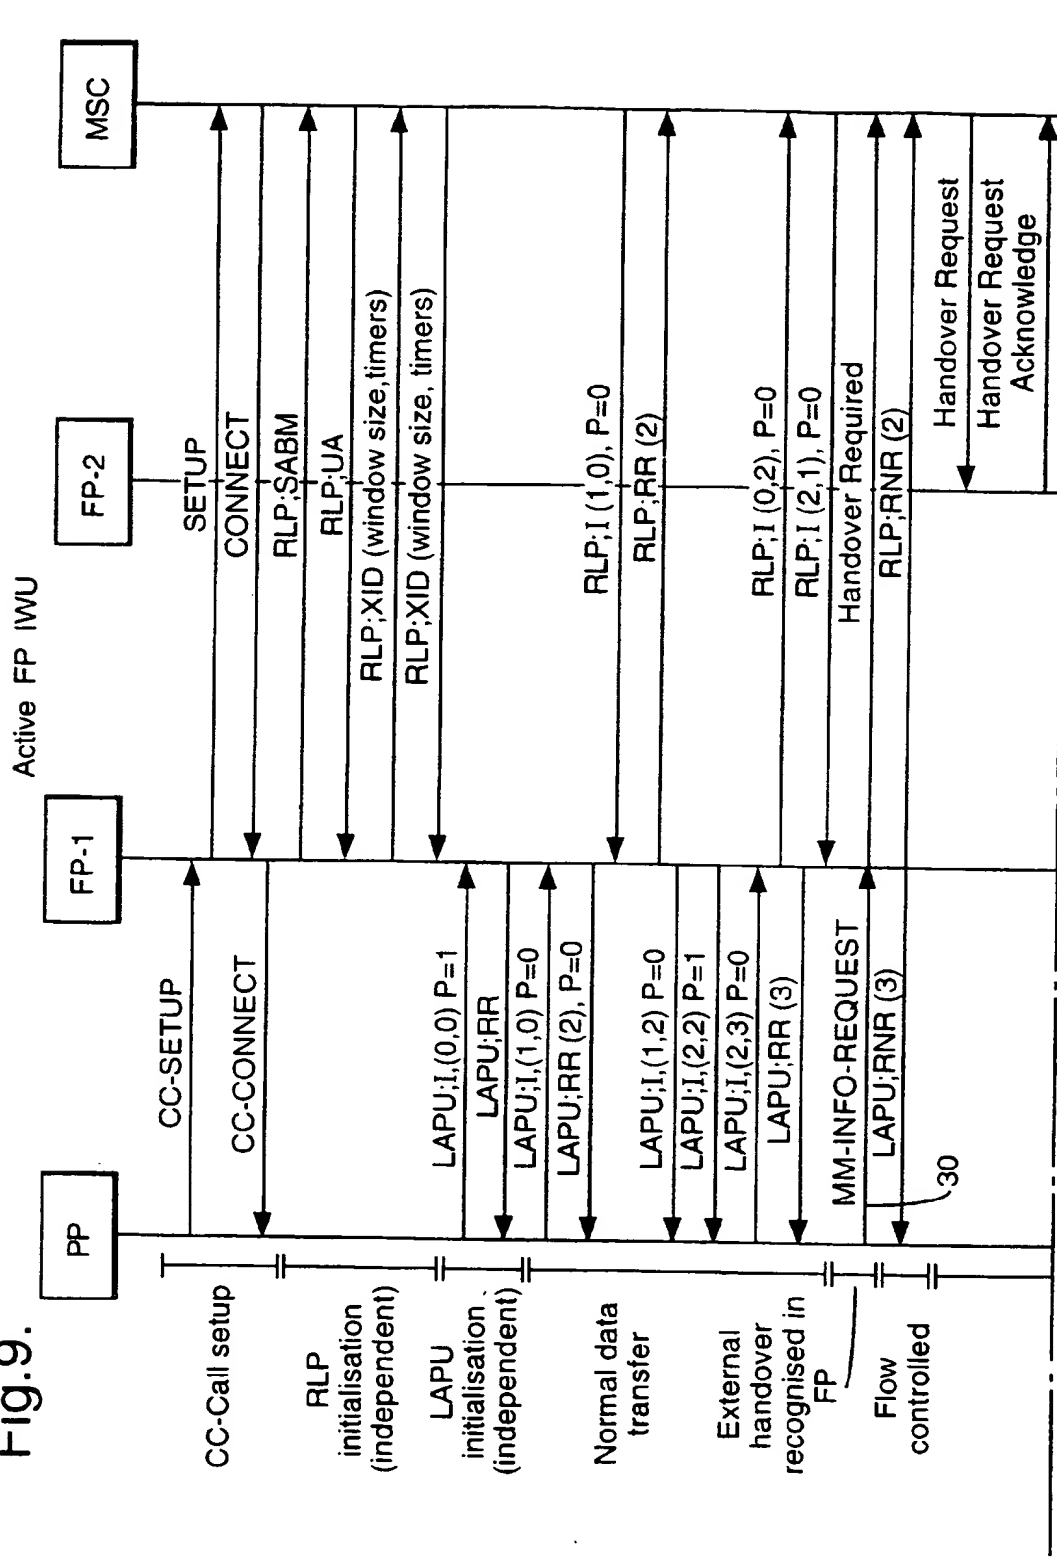 Fig.9.
Active FP IWU
PP
FP-1
FP-2
MSC
CC-Call setup
CC-SETUP
SETUP
CONNECT
CC-CONNECT
RLP
initialisation
(independent)
RLP;SABM
RLP;UA
RLP;XID (window size,timers)
RLP;XID (window size, timers)
LAPU
initialisation
(independent)
LAPU;I,(0,0) P=1
LAPU;RR
Normal data
transfer
LAPU;I,(1,0) P=0
LAPU;RR (2), P=0
RLP;I (1,0), P=0
RLP;RR (2)
LAPU;I,(1,2) P=0
LAPU;I,(2,2) P=1
LAPU;I,(2,3) P=0
RLP;I (0,2), P=0
LAPU;RR (3)
RLP;I (2,1), P=0
External
handover
recognised in
FP
MM-INFO-REQUEST
Handover Required
30
Flow
controlled
LAPU;RNR (3)
RLP;RNR (2)
Handover Request
Handover Request
Acknowledge